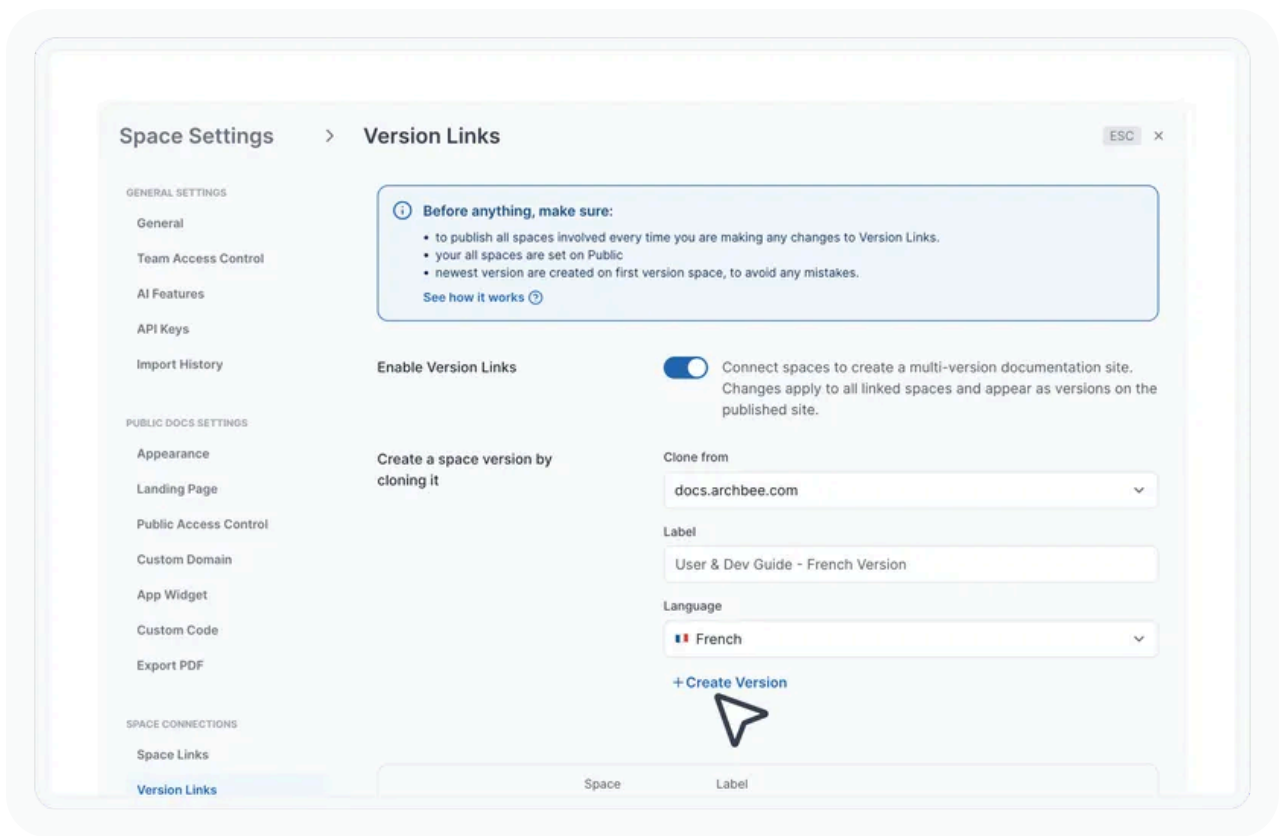 Space Settings
Version Links
ESC
GENERAL SETTINGS
General
Team Access Control
AI Features
API Keys
Import History
PUBLIC DOCS SETTINGS
Appearance
Landing Page
Public Access Control
Custom Domain
App Widget
Custom Code
Export PDF
SPACE CONNECTIONS
Space Links
Version Links
Before anything, make sure:
• to publish all spaces involved every time you are making any changes to Version Links.
• your all spaces are set on Public
• newest version are created on first version space, to avoid any mistakes.
See how it works
Enable Version Links
Connect spaces to create a multi-version documentation site.
Changes apply to all linked spaces and appear as versions on the
published site.
Create a space version by
cloning it
Clone from
docs.archbee.com
Label
User & Dev Guide - French Version
Language
French
+ Create Version
Space
Label